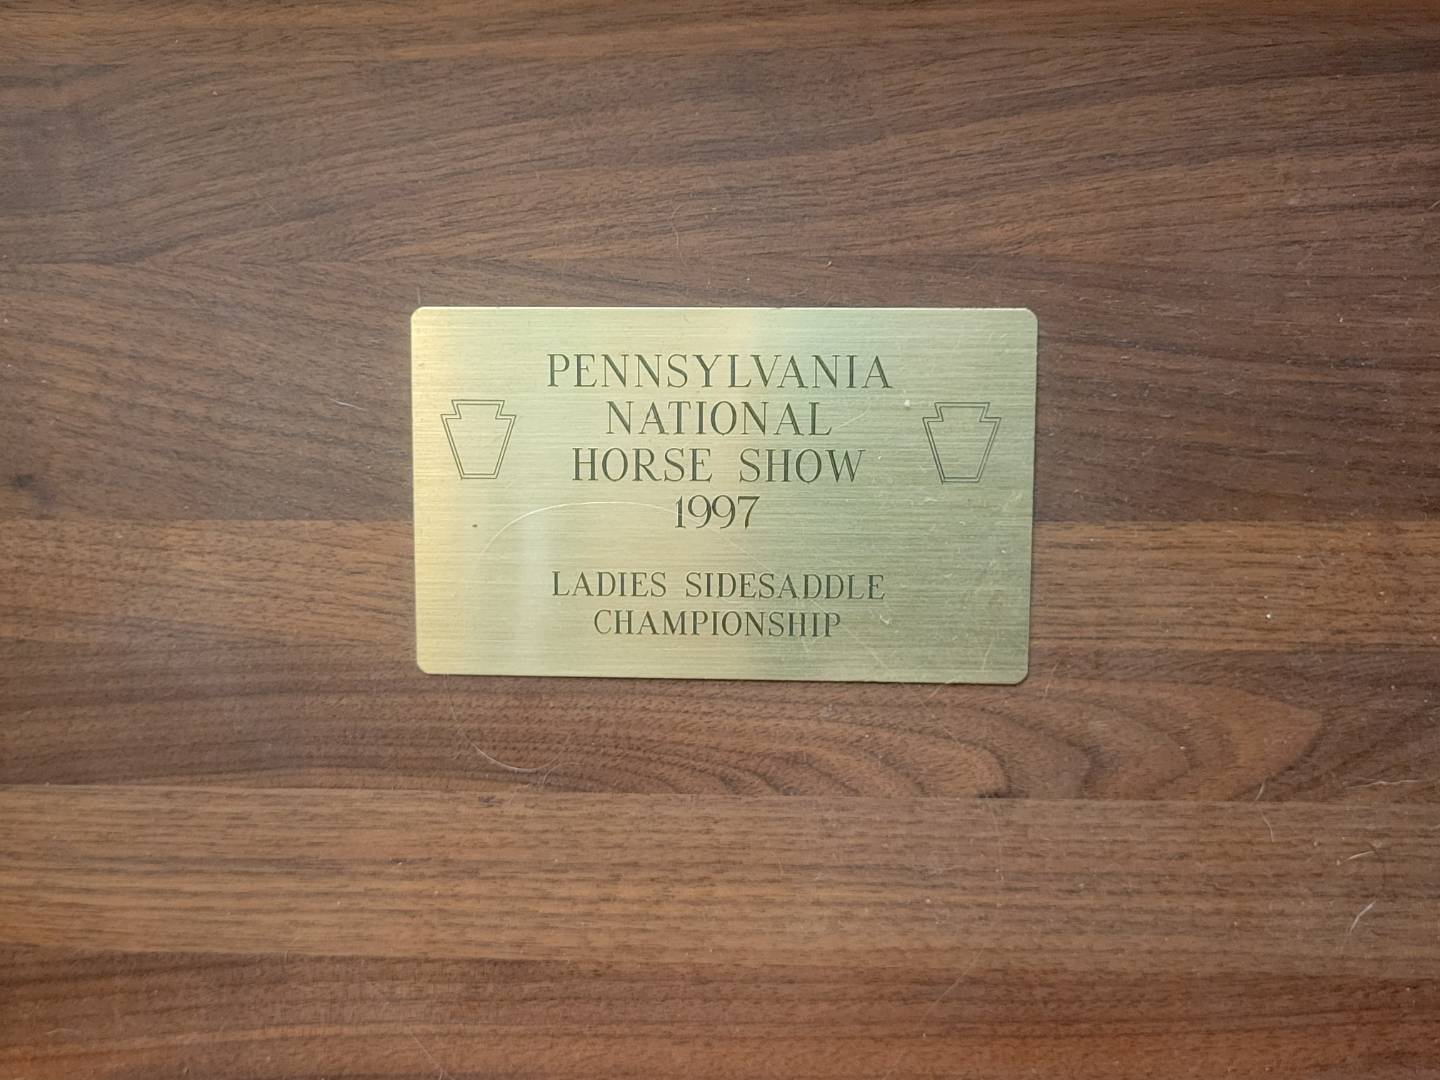 PENNSYLVANIA
NATIONAL
HORSE SHOW
1997
LADIES SIDESADDLE
CHAMPIONSHIP